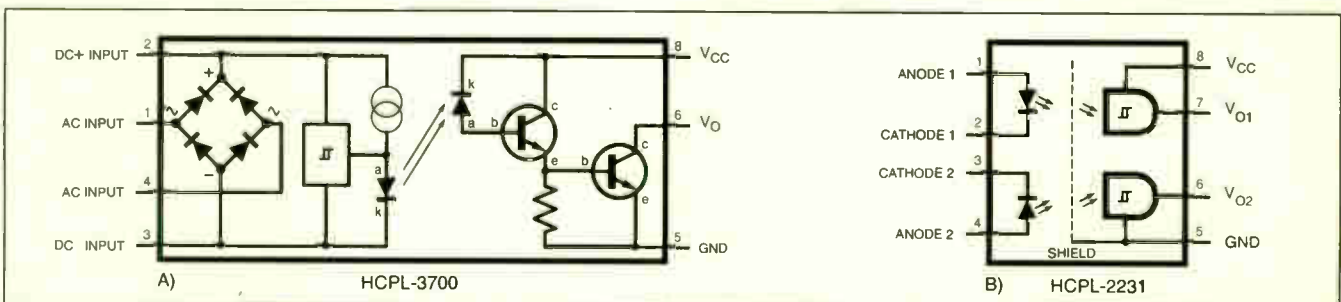 DC+ INPUT 2
AC INPUT 1
AC INPUT 4
DC INPUT 3
+
~ ~
−
a
k
k
a
b
c
e
b
c
e
8 VCC
6 VO
5 GND
A) HCPL-3700
ANODE 1 1
CATHODE 1 2
CATHODE 2 3
ANODE 2 4
8 VCC
7 VO1
6 VO2
5 GND
SHIELD
B) HCPL-2231